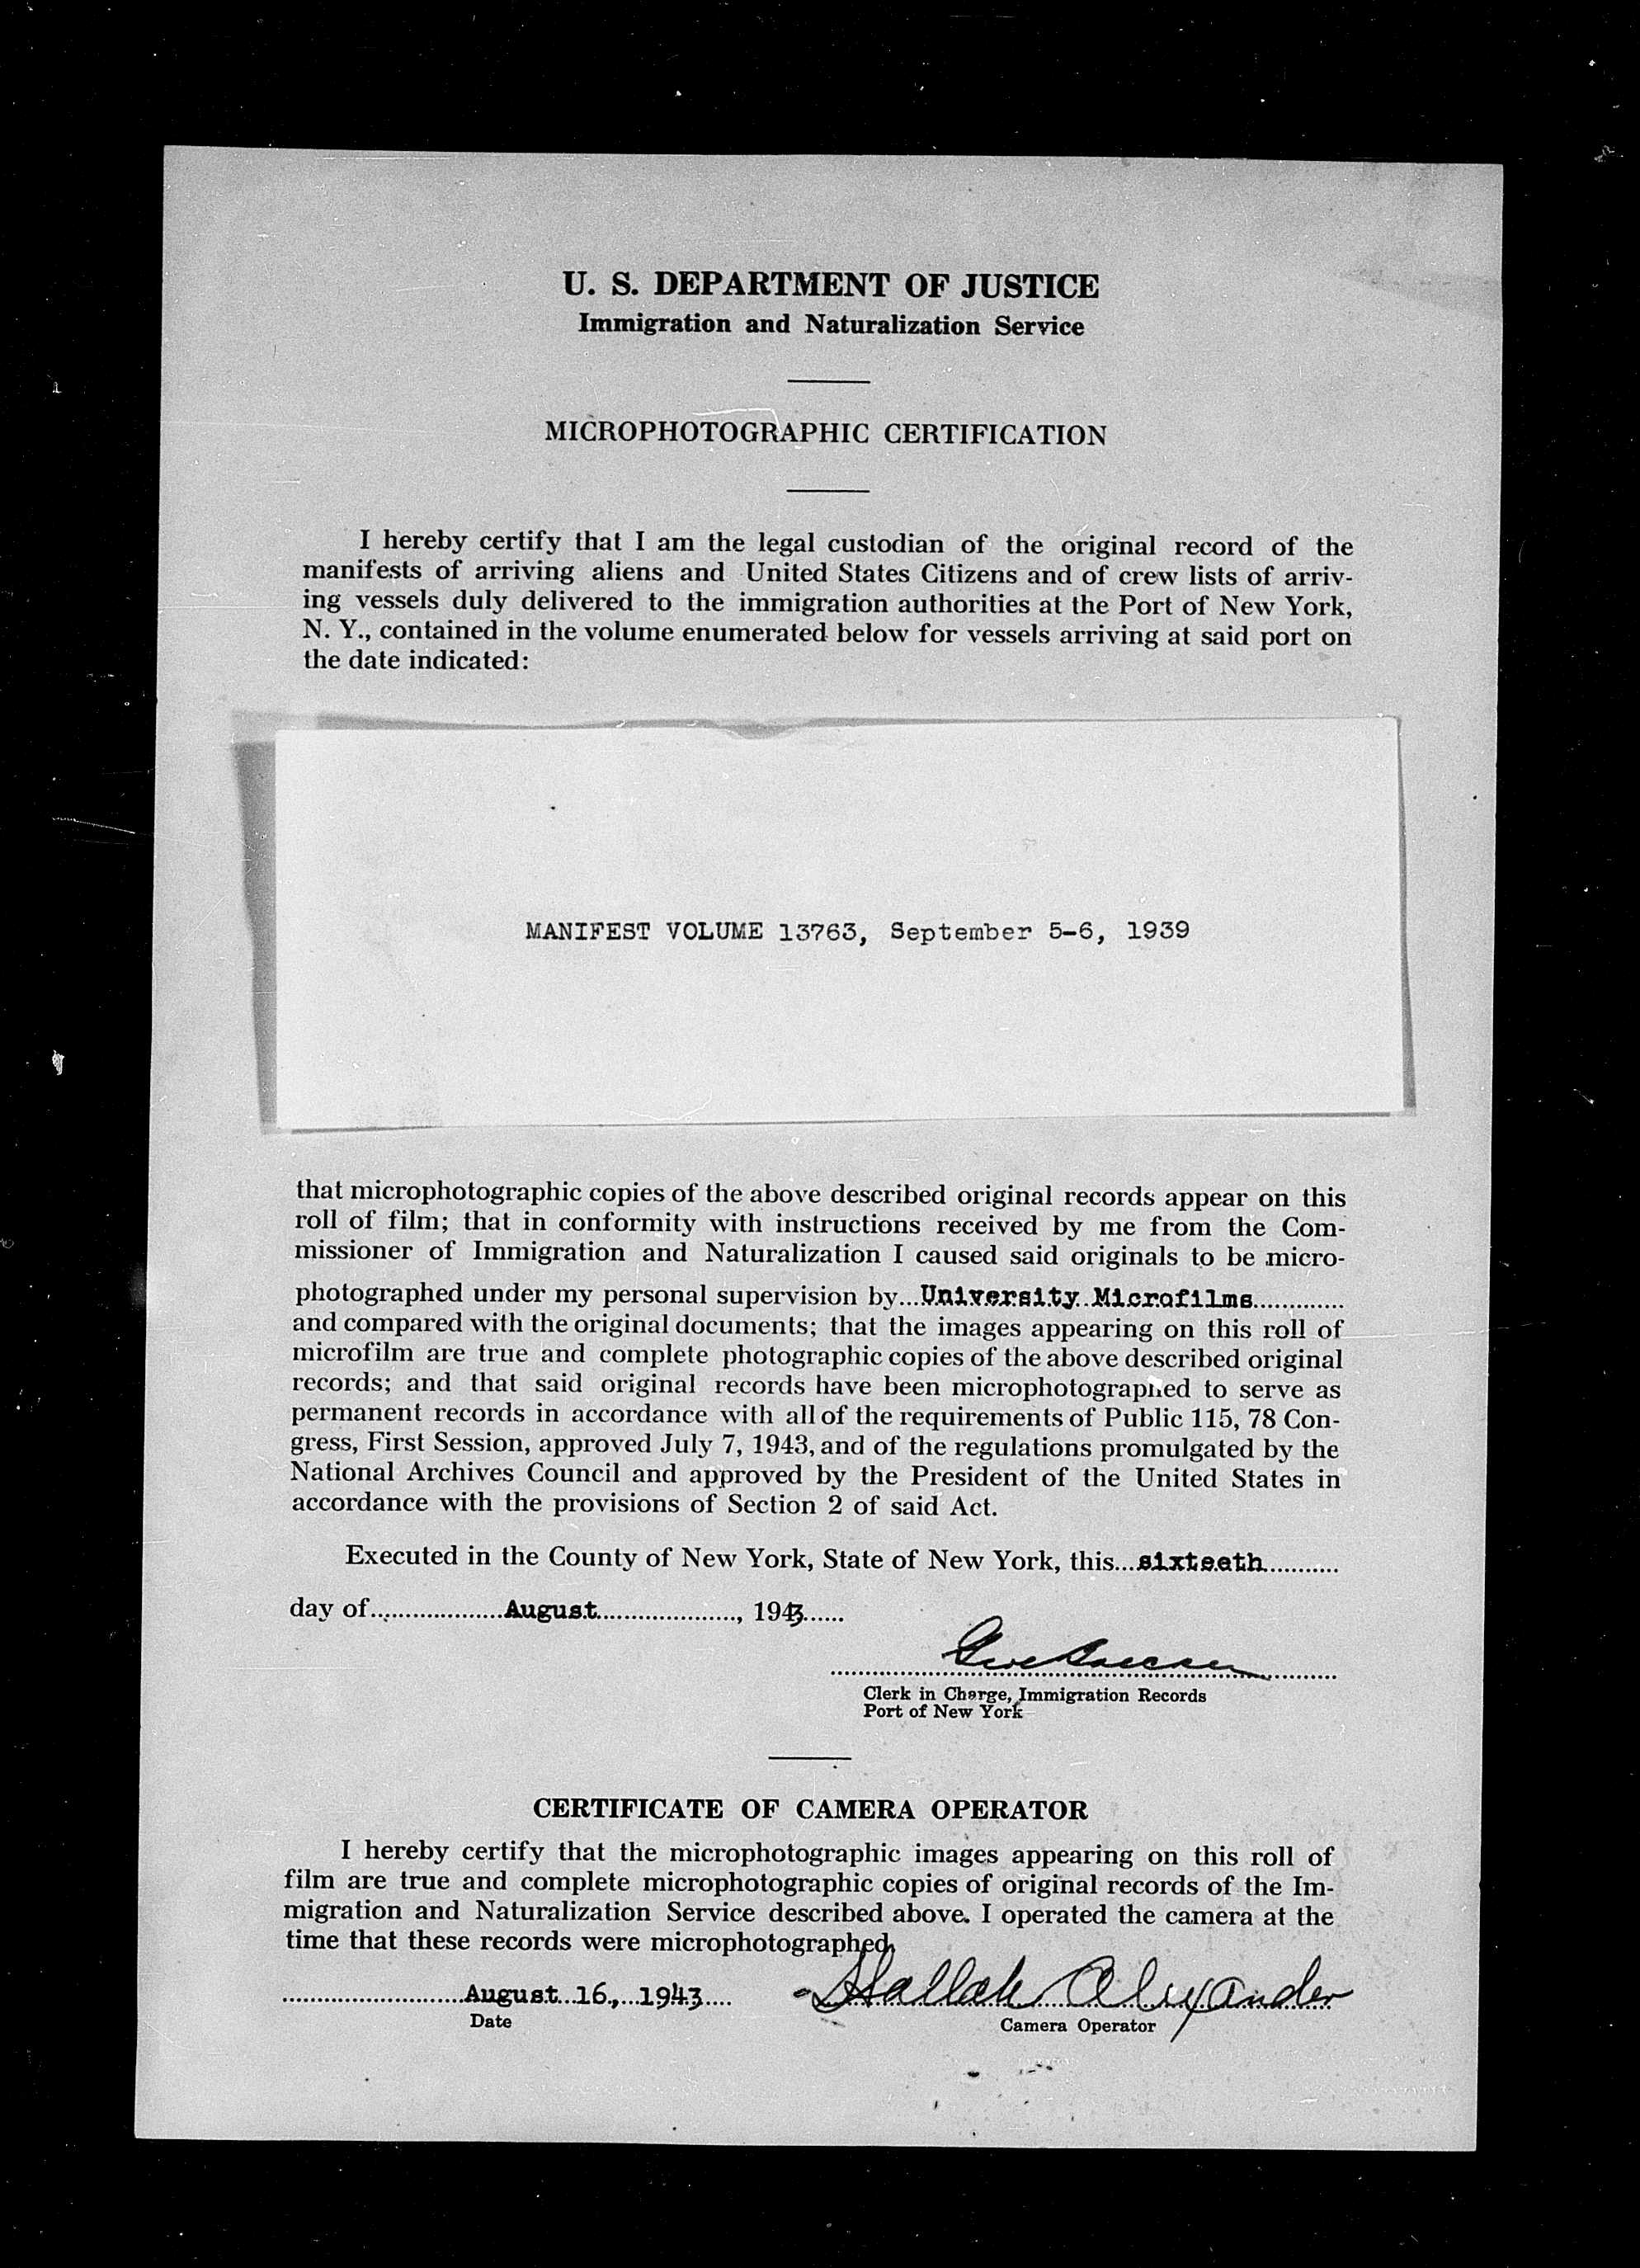 U. S. DEPARTMENT OF JUSTICE
Immigration and Naturalization Service
MICROPHOTOGRAPHIC CERTIFICATION
I hereby certify that I am the legal custodian of the original record of the
manifests of arriving aliens and United States Citizens and of crew lists of arriv-
ing vessels duly delivered to the immigration authorities at the Port of New York,
N. Y., contained in the volume enumerated below for vessels arriving at said port on
the date indicated:
MANIFEST VOLUME 13763, September 5-6, 1939
that microphotographic copies of the above described original records appear on this
roll of film; that in conformity with instructions received by me from the Com-
missioner of Immigration and Naturalization I caused said originals to be micro-
photographed under my personal supervision by...University Microfilms............
and compared with the original documents; that the images appearing on this roll of
microfilm are true and complete photographic copies of the above described original
records; and that said original records have been microphotographed to serve as
permanent records in accordance with all of the requirements of Public 115, 78 Con-
gress, First Session, approved July 7, 1943, and of the regulations promulgated by the
National Archives Council and approved by the President of the United States in
accordance with the provisions of Section 2 of said Act.
Executed in the County of New York, State of New York, this...sixteeth...........
day of...................August....................., 1943......
Clerk in Charge, Immigration Records
Port of New York
CERTIFICATE OF CAMERA OPERATOR
I hereby certify that the microphotographic images appearing on this roll of
film are true and complete microphotographic copies of original records of the Im-
migration and Naturalization Service described above. I operated the camera at the
time that these records were microphotographed.
..........................August 16, 1943.... Alexander
Date
Camera Operator